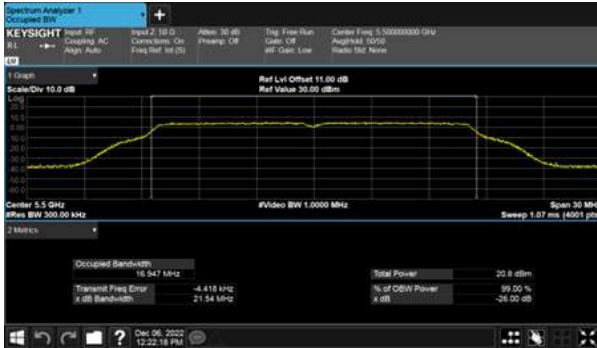 Spectrum Analyzer 1
Occupied BW
KEYSIGHT Input: RF
R L Coupling: AC
Align: Auto
Input Z: 50 Ω
Corrections: On
Freq Ref: Int (S)
Atten: 30 dB
Preamp: Off
Trig: Free Run
Gate: Off
#IF Gain: Low
Center Freq: 5.500000000 GHz
Avg|Hold: 50/50
Radio Std: None
1 Graph
Scale/Div 10.0 dB
Ref Lvl Offset 11.00 dB
Ref Value 30.00 dBm
Log
Center 5.5 GHz
#Res BW 300.00 kHz
#Video BW 1.0000 MHz
Span 30 MH
Sweep 1.07 ms (4001 pts
2 Metrics
Occupied Bandwidth
16.947 MHz
Total Power 20.8 dBm
Transmit Freq Error -4.418 kHz
% of OBW Power 99.00 %
x dB Bandwidth 21.54 MHz
x dB -26.00 dB
Dec 06, 2022
12:22:18 PM